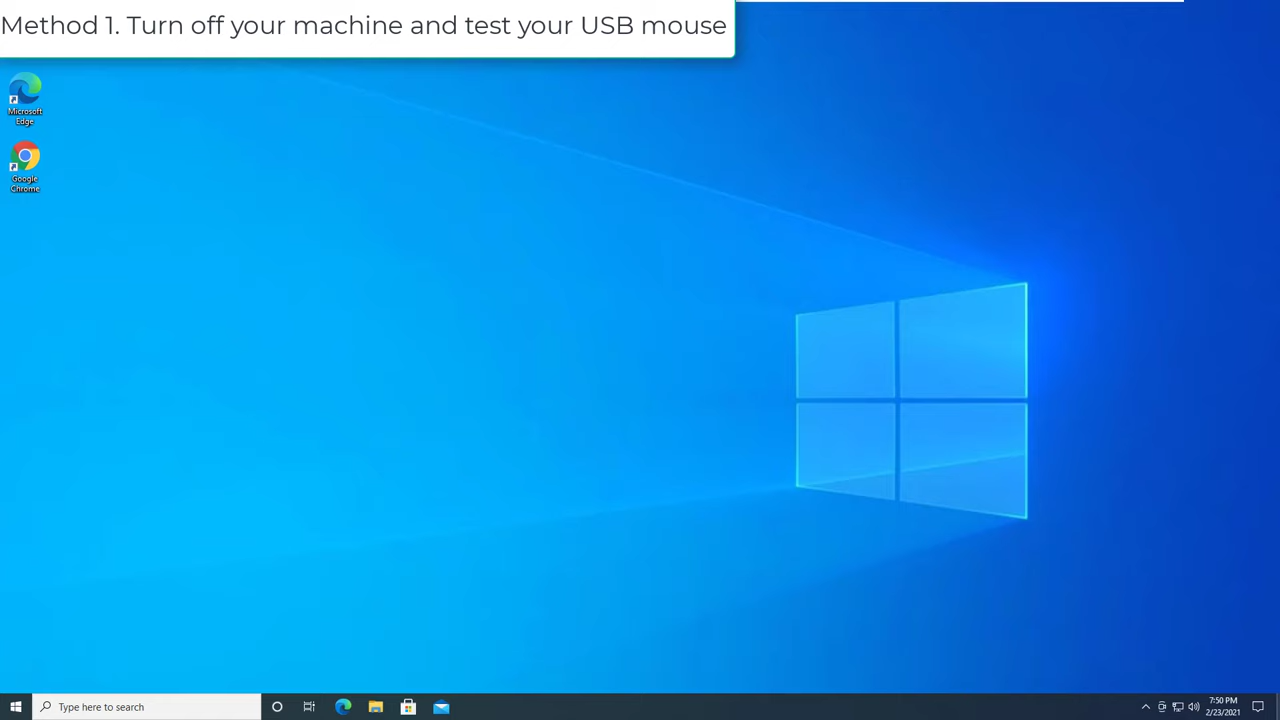 Method 1. Turn off your machine and test your USB mouse
Microsoft
Edge
Google
Chrome
Type here to search
7:50 PM
2/23/2021